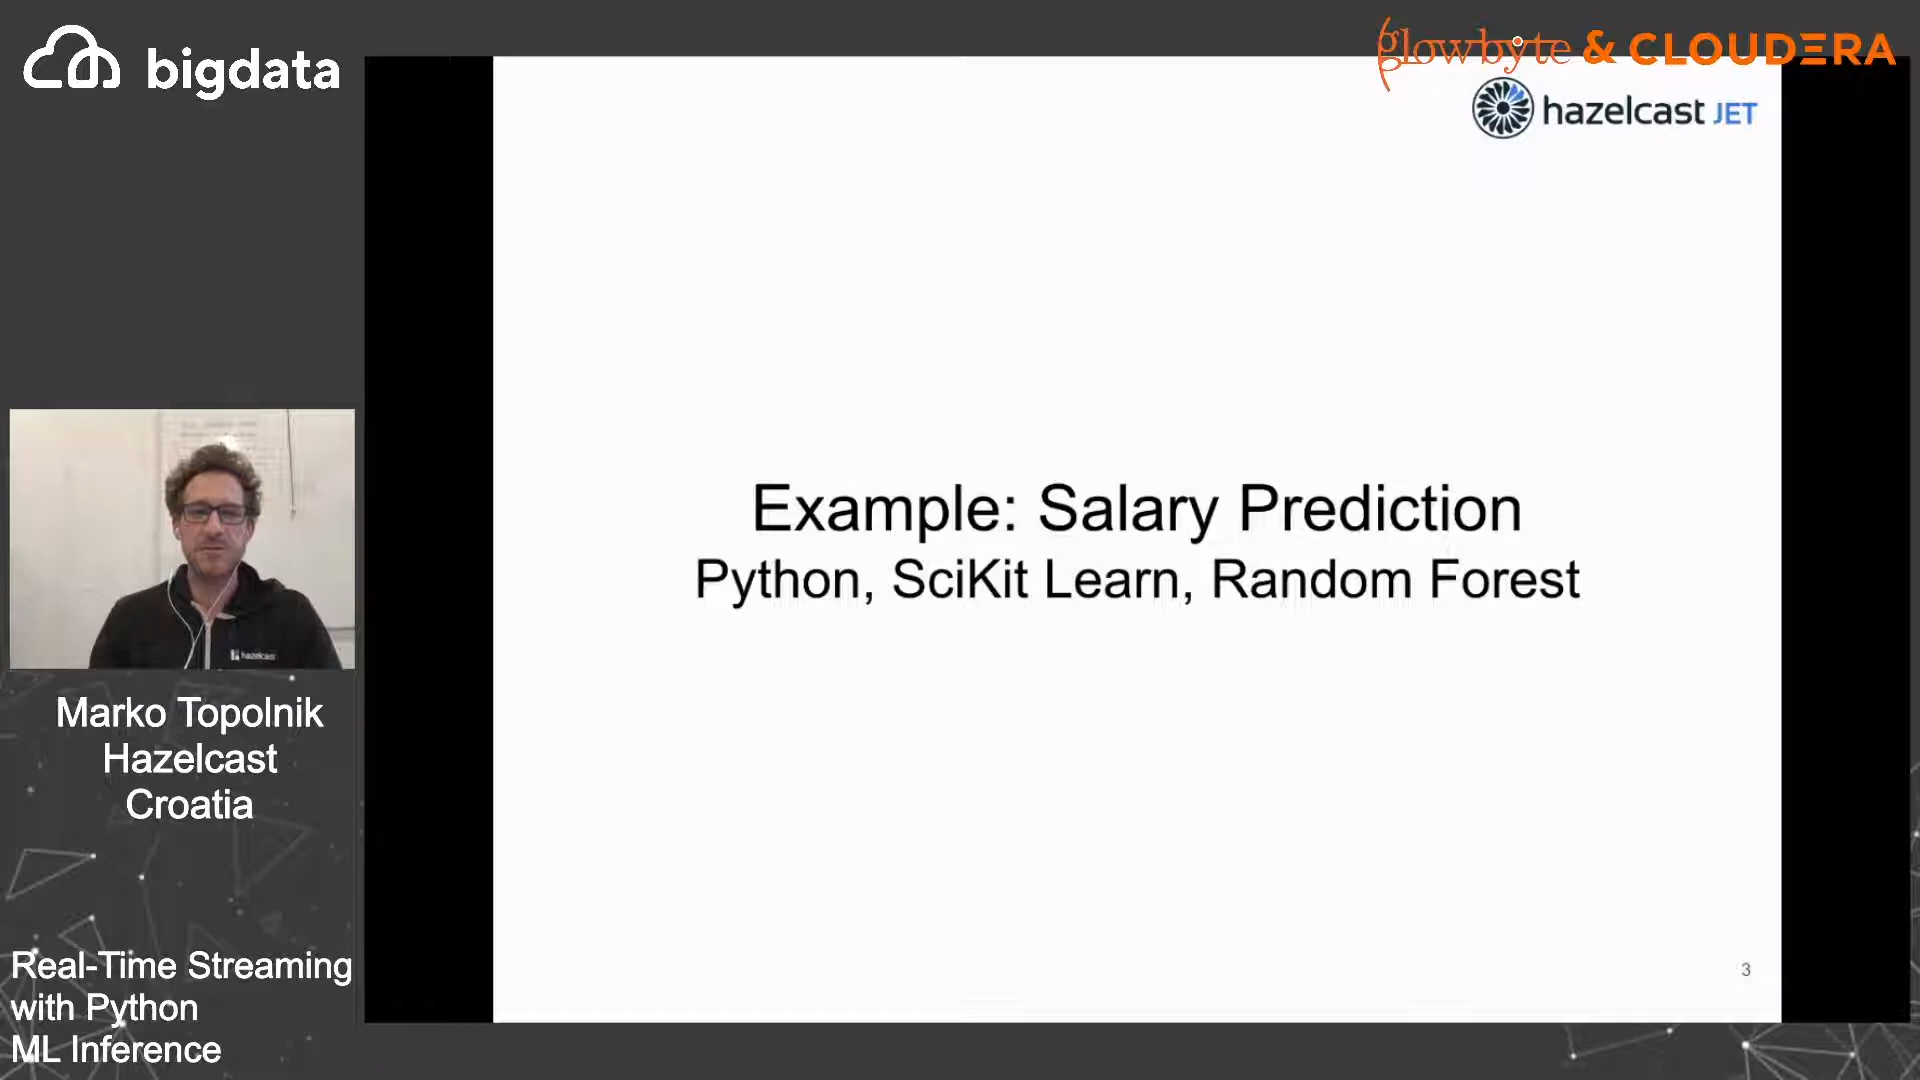 bigdata
glowbyte & CLOUDERA
hazelcast JET
Example: Salary Prediction
Python, SciKit Learn, Random Forest
hazelcast
Marko Topolnik
Hazelcast
Croatia
Real-Time Streaming
with Python
ML Inference
3